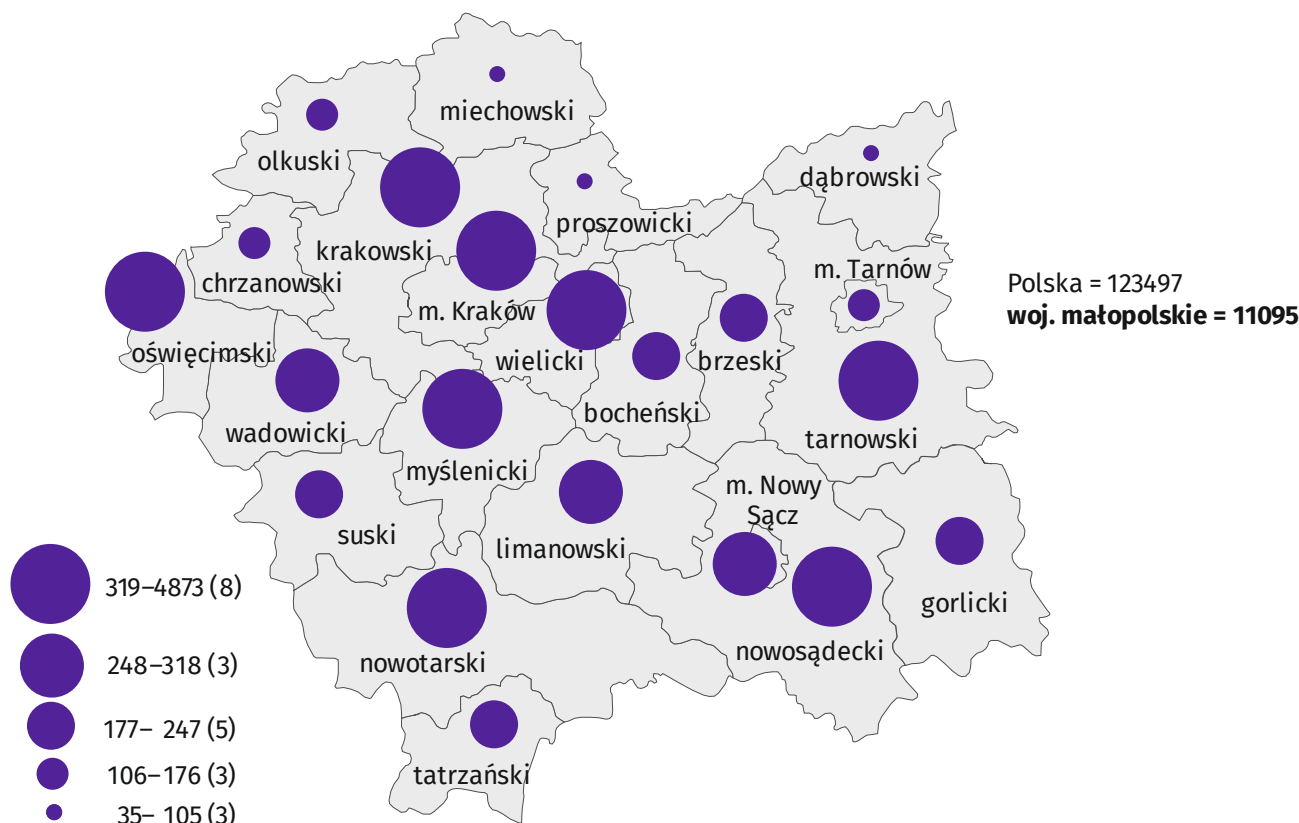 miechowski
olkuski
dąbrowski
proszowicki
krakowski
chrzanowski
m. Tarnów
Polska = 123497
m. Kraków
woj. małopolskie = 11095
oświęcimski
wielicki
brzeski
bocheński
wadowicki
tarnowski
myślenicki
m. Nowy
Sącz
suski
limanowski
319–4873 (8)
gorlicki
nowotarski
nowosądecki
248–318 (3)
177– 247 (5)
tatrzański
106–176 (3)
35– 105 (3)